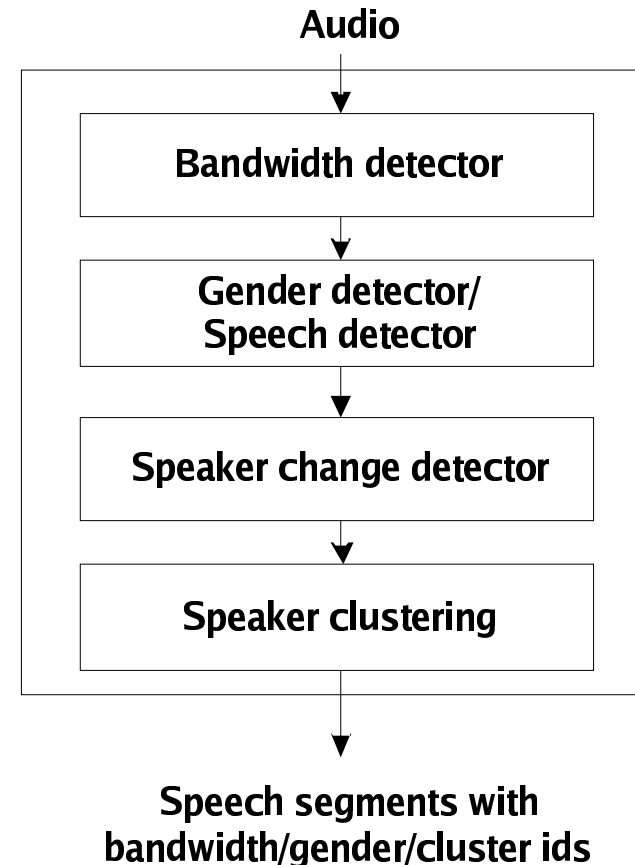 Audio
Bandwidth detector
Gender detector/
Speech detector
Speaker change detector
Speaker clustering
Speech segments with
bandwidth/gender/cluster ids